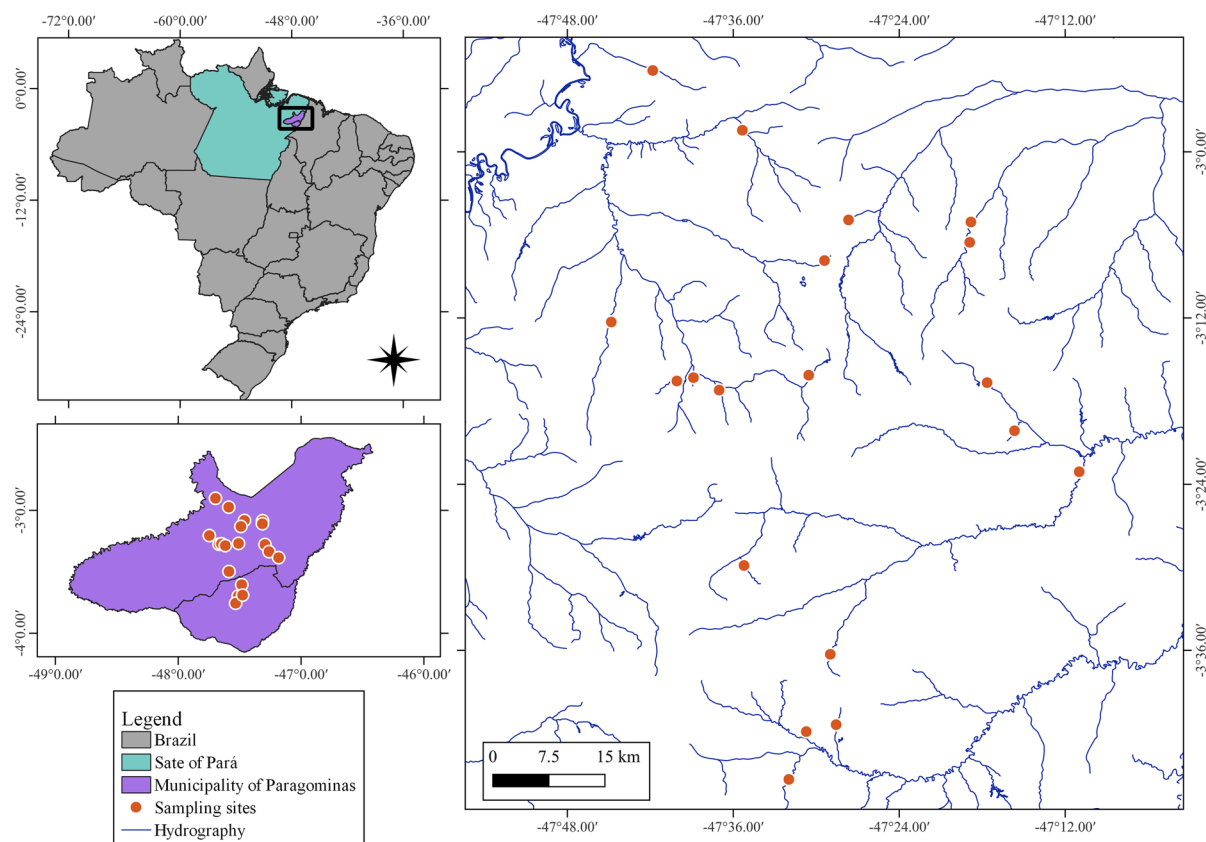 -72°0.00′ -60°0.00′ -48°0.00′ -36°0.00′
0°0.00′
-12°0.00′
-24°0.00′
-3°0.00′
-4°0.00′
-49°0.00′ -48°0.00′ -47°0.00′ -46°0.00′
Legend
Brazil
Sate of Pará
Municipality of Paragominas
Sampling sites
Hydrography
-47°48.00′ -47°36.00′ -47°24.00′ -47°12.00′
-3°0.00′
-3°12.00′
-3°24.00′
-3°36.00′
0 7.5 15 km
-47°48.00′ -47°36.00′ -47°24.00′ -47°12.00′